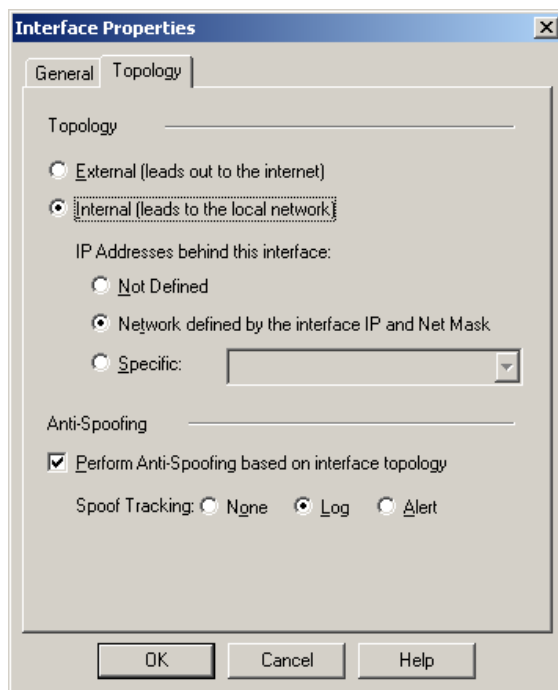 Interface Properties
General Topology
Topology
External (leads out to the internet)
Internal (leads to the local network)
IP Addresses behind this interface:
Not Defined
Network defined by the interface IP and Net Mask
Specific:
Anti-Spoofing
Perform Anti-Spoofing based on interface topology
Spoof Tracking: None Log Alert
OK Cancel Help